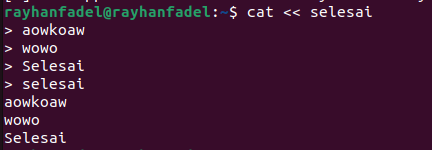 rayhanfadel@rayhanfadel:~$ cat << selesai
> aowkoaw
> wowo
> Selesai
> selesai
aowkoaw
wowo
Selesai